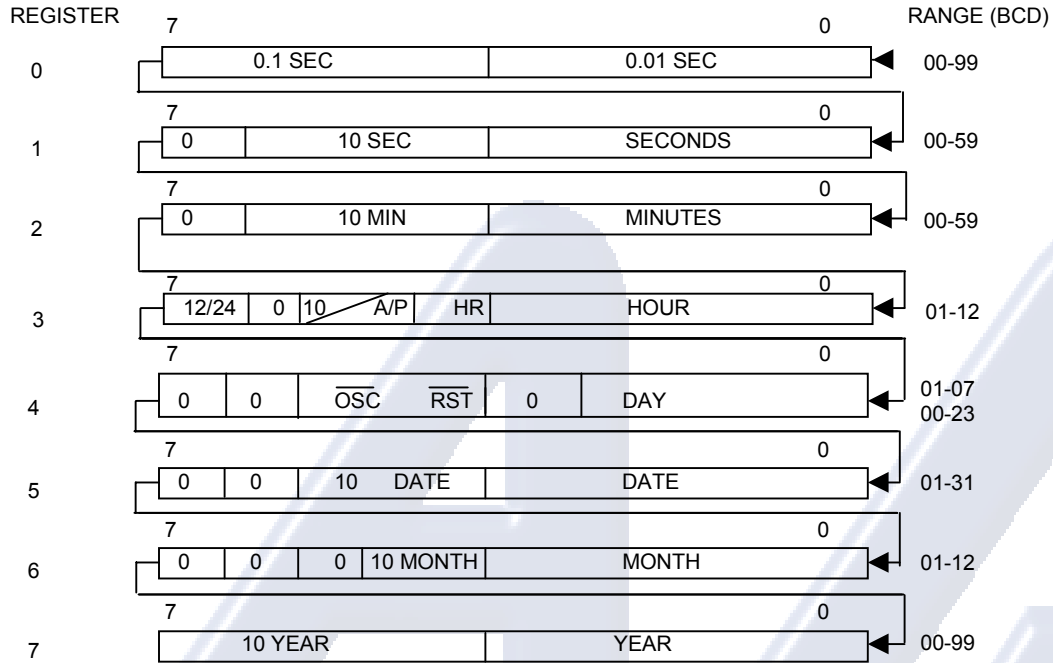 REGISTER 7 0 RANGE (BCD)
0 0.1 SEC 0.01 SEC 00-99
7 0
1 0 10 SEC SECONDS 00-59
7 0
2 0 10 MIN MINUTES 00-59
7 0
3 12/24 0 10 A/P HR HOUR 01-12
7 0
4 0 0 O̅S̅C̅ R̅S̅T̅ 0 DAY 01-07
00-23
7 0
5 0 0 10 DATE DATE 01-31
7 0
6 0 0 0 10 MONTH MONTH 01-12
7 0
7 10 YEAR YEAR 00-99